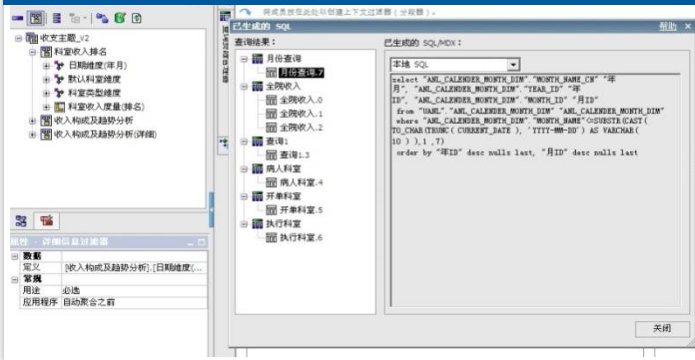 将成员放在此处以创建上下文过滤器（分段器）。
已生成的 SQL
帮助
收支主题_v2
科室收入排名
日期维度(年月)
默认科室维度
科室类型维度
科室收入度量(排名)
收入构成及趋势分析
收入构成及趋势分析(详细)
查询结果：
月份查询
月份查询.7
全院收入
全院收入.0
全院收入.1
全院收入.2
查询1
查询1.3
病人科室
病人科室.4
开单科室
开单科室.5
执行科室
执行科室.6
已生成的 SQL/MDX：
本地 SQL
select "ANL_CALENDER_MONTH_DIM"."MONTH_NAME_CN" "年
月", "ANL_CALENDER_MONTH_DIM"."YEAR_ID" "年
ID", "ANL_CALENDER_MONTH_DIM"."MONTH_ID" "月ID"
from "UANL"."ANL_CALENDER_MONTH_DIM" "ANL_CALENDER_MONTH_DIM"
where "ANL_CALENDER_MONTH_DIM"."MONTH_NAME"<=SUBSTR(CAST(
TO_CHAR(TRUNC( CURRENT_DATE ), 'YYYY-MM-DD') AS VARCHAR(
10 ) ),1 ,7)
order by "年ID" desc nulls last, "月ID" desc nulls last
属性 - 详细信息过滤器
数据
定义 [收入构成及趋势分析].[日期维度(...
常规
用途 必选
应用程序 自动聚合之前
关闭